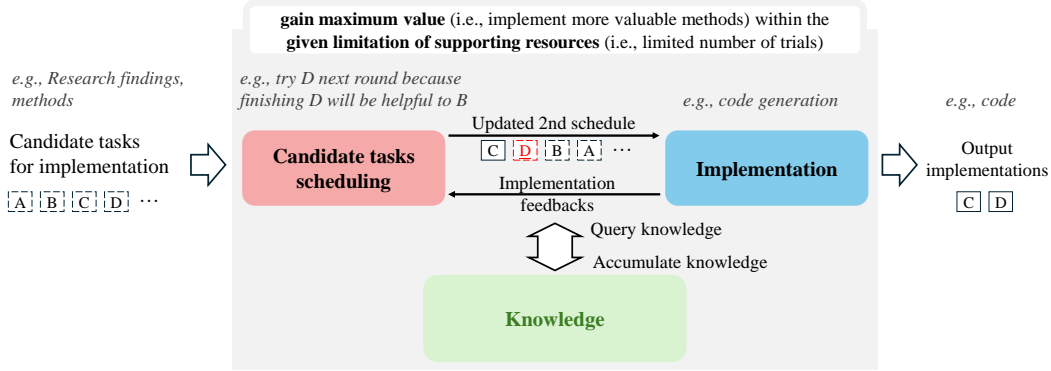 gain maximum value (i.e., implement more valuable methods) within the
given limitation of supporting resources (i.e., limited number of trials)
e.g., Research findings,
methods
e.g., try D next round because
finishing D will be helpful to B
e.g., code generation
e.g., code
Candidate tasks
for implementation
A B C D ...
Candidate tasks
scheduling
Updated 2nd schedule
C D B A ...
Implementation
feedbacks
Implementation
Output
implementations
C D
Query knowledge
Accumulate knowledge
Knowledge